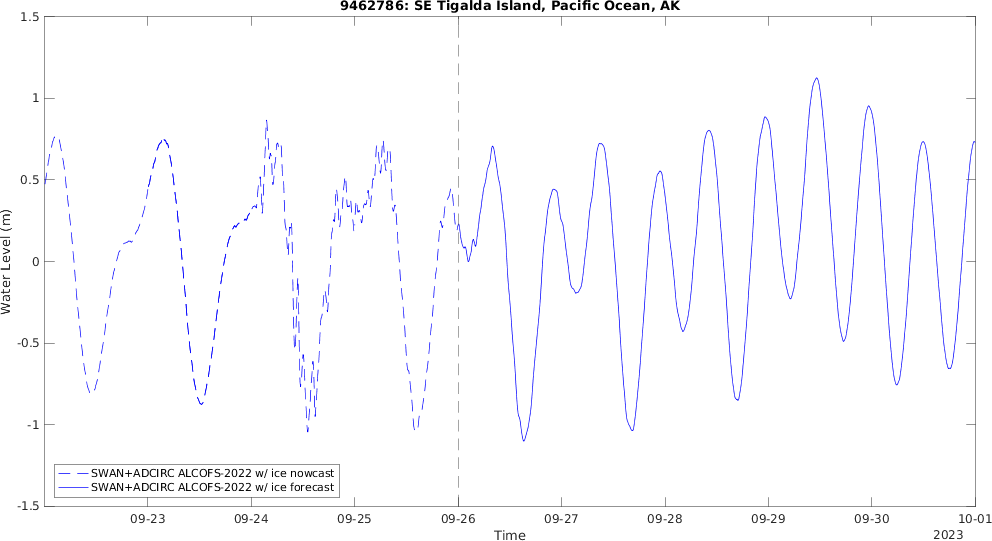 9462786: SE Tigalda Island, Pacific Ocean, AK
1.5
1
0.5
0
-0.5
-1
-1.5
Water Level (m)
SWAN+ADCIRC ALCOFS-2022 w/ ice nowcast
SWAN+ADCIRC ALCOFS-2022 w/ ice forecast
09-23 09-24 09-25 09-26 09-27 09-28 09-29 09-30 10-01
Time
2023